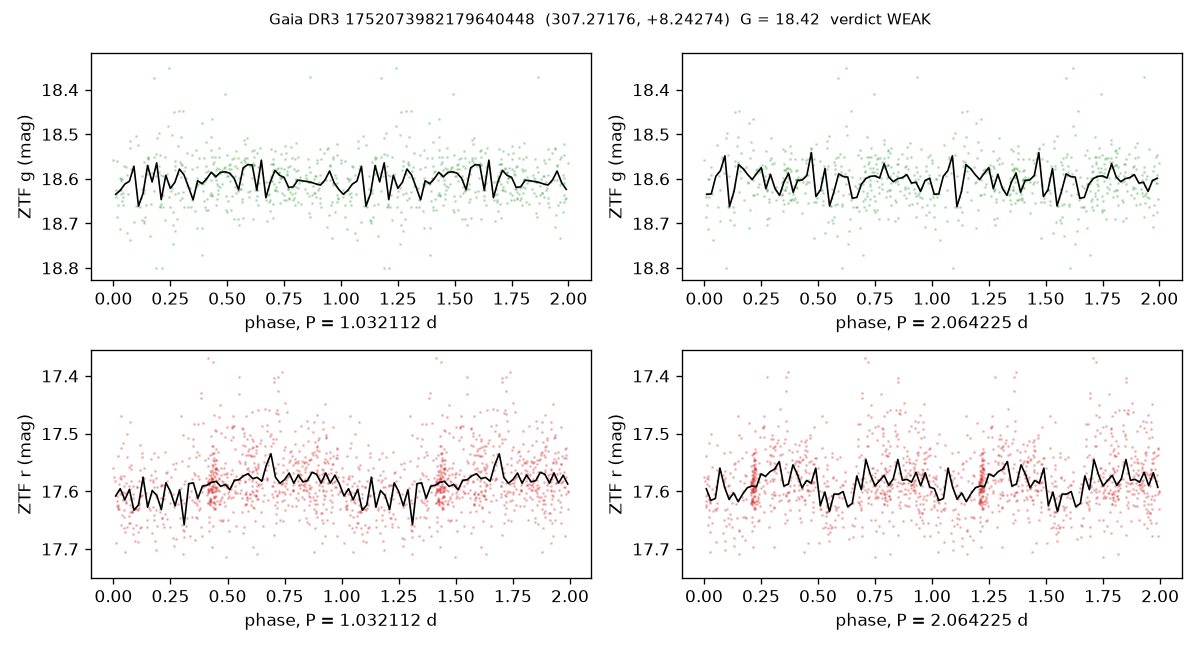 Gaia DR3 1752073982179640448  (307.27176, +8.24274)  G = 18.42  verdict WEAK
ZTF g (mag)
18.4
18.5
18.6
18.7
18.8
0.00 0.25 0.50 0.75 1.00 1.25 1.50 1.75 2.00
phase, P = 1.032112 d
ZTF g (mag)
18.4
18.5
18.6
18.7
18.8
0.00 0.25 0.50 0.75 1.00 1.25 1.50 1.75 2.00
phase, P = 2.064225 d
ZTF r (mag)
17.4
17.5
17.6
17.7
0.00 0.25 0.50 0.75 1.00 1.25 1.50 1.75 2.00
phase, P = 1.032112 d
ZTF r (mag)
17.4
17.5
17.6
17.7
0.00 0.25 0.50 0.75 1.00 1.25 1.50 1.75 2.00
phase, P = 2.064225 d